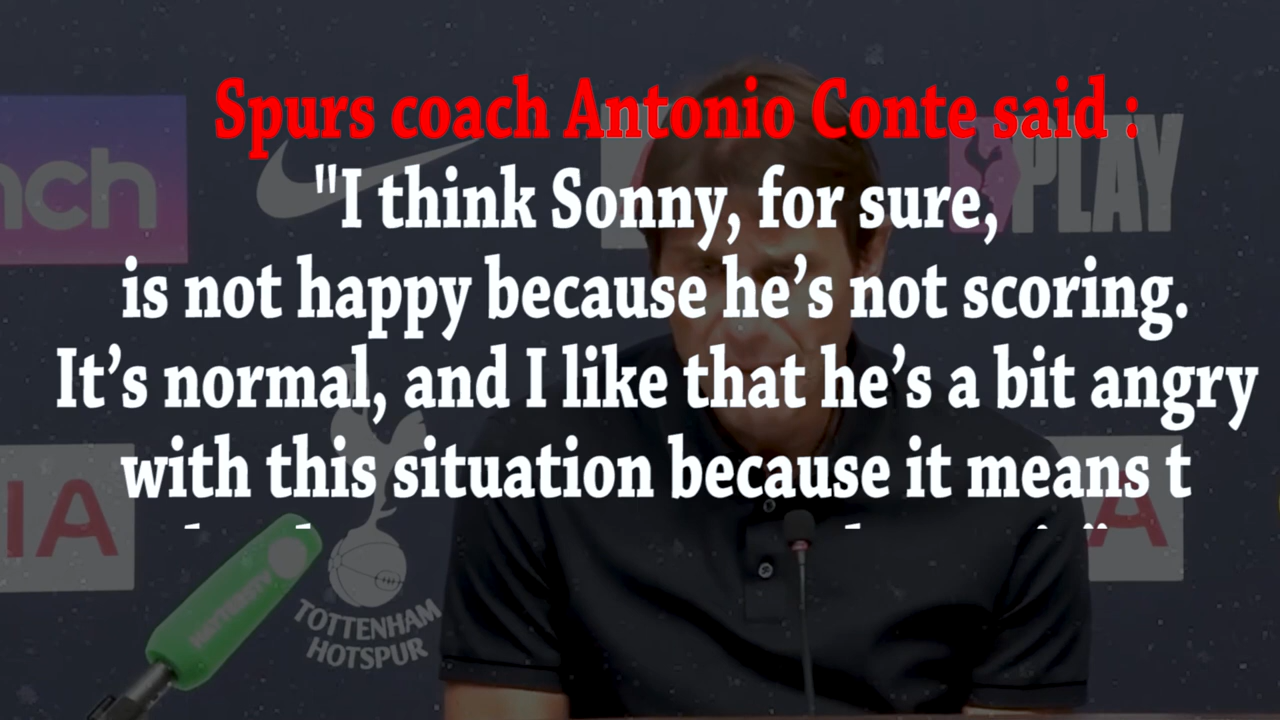 Spurs coach Antonio Conte said :
"I think Sonny, for sure,
is not happy because he’s not scoring.
It’s normal, and I like that he’s a bit angry
with this situation because it means t
PLAY
TOTTENHAM
HOTSPUR